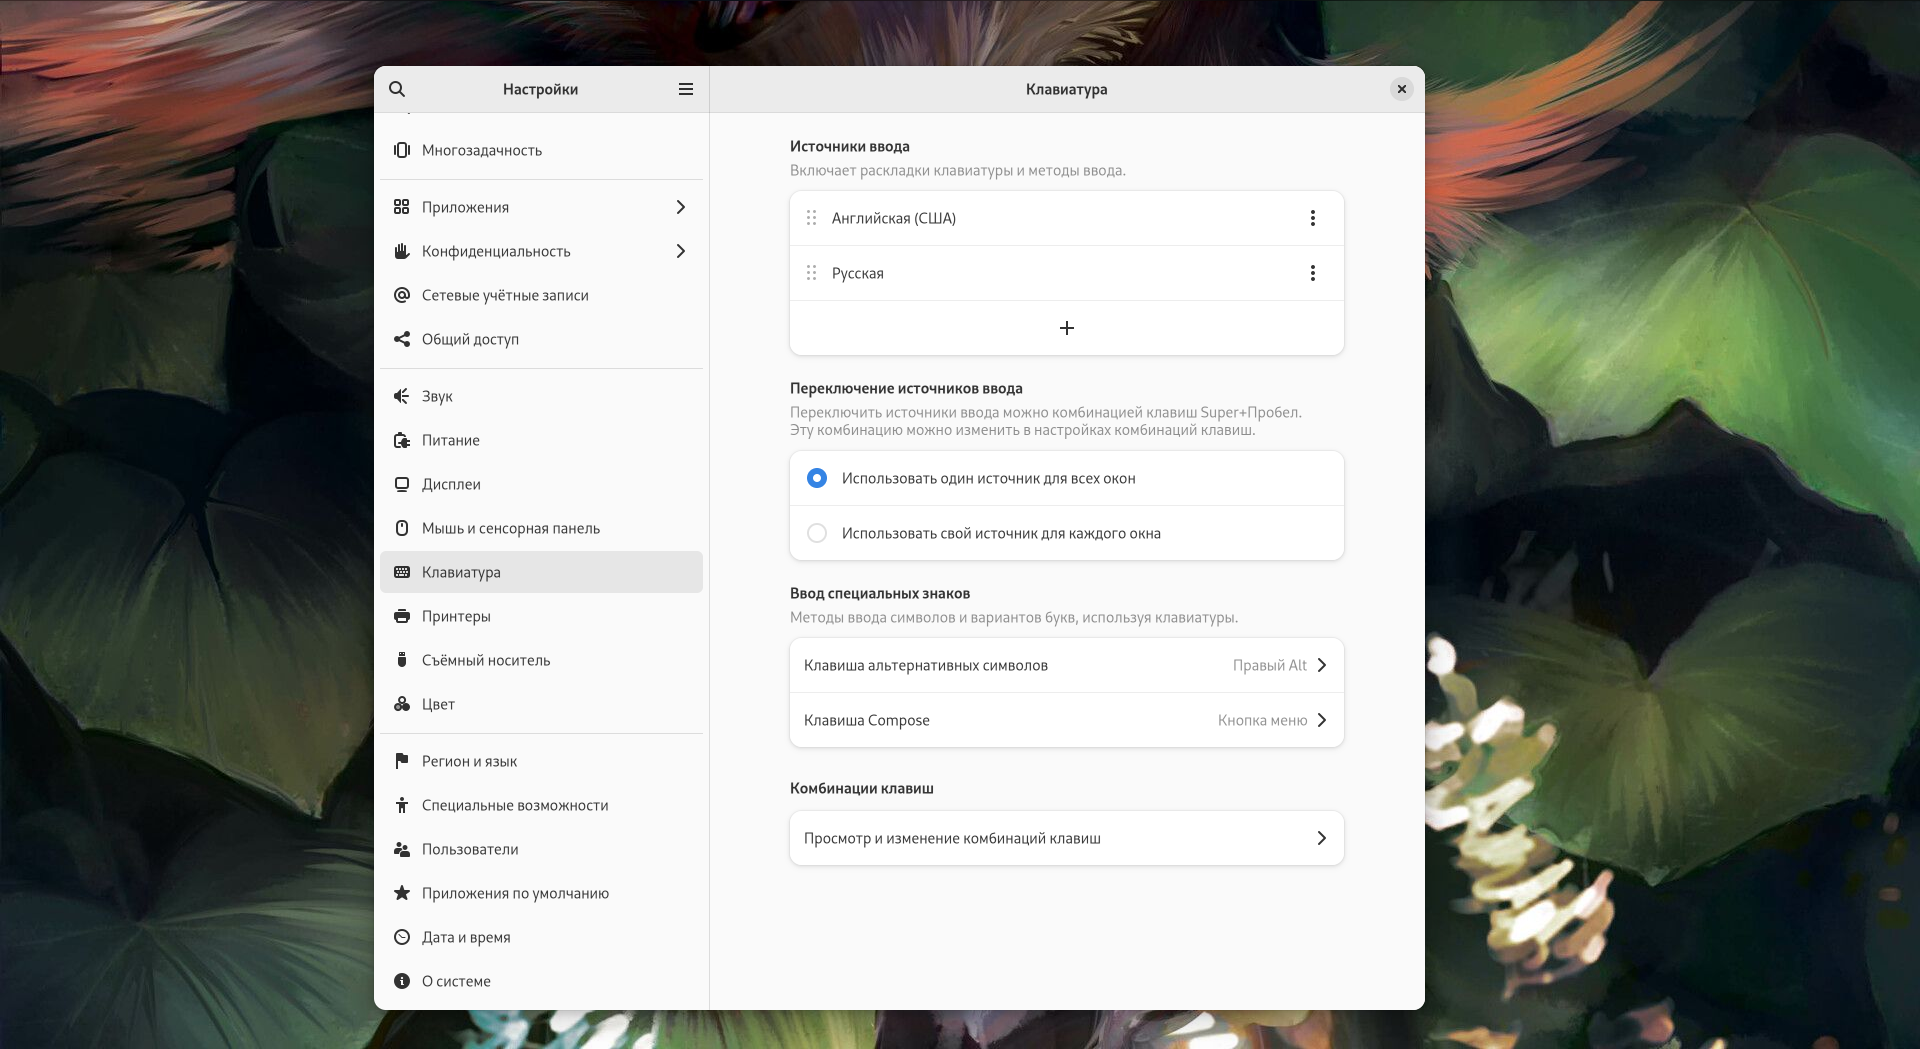 Настройки
Многозадачность
Приложения
Конфиденциальность
Сетевые учётные записи
Общий доступ
Звук
Питание
Дисплеи
Мышь и сенсорная панель
Клавиатура
Принтеры
Съёмный носитель
Цвет
Регион и язык
Специальные возможности
Пользователи
Приложения по умолчанию
Дата и время
О системе
Клавиатура
Источники ввода
Включает раскладки клавиатуры и методы ввода.
Английская (США)
Русская
Переключение источников ввода
Переключить источники ввода можно комбинацией клавиш Super+Пробел.
Эту комбинацию можно изменить в настройках комбинаций клавиш.
Использовать один источник для всех окон
Использовать свой источник для каждого окна
Ввод специальных знаков
Методы ввода символов и вариантов букв, используя клавиатуры.
Клавиша альтернативных символов Правый Alt
Клавиша Compose Кнопка меню
Комбинации клавиш
Просмотр и изменение комбинаций клавиш